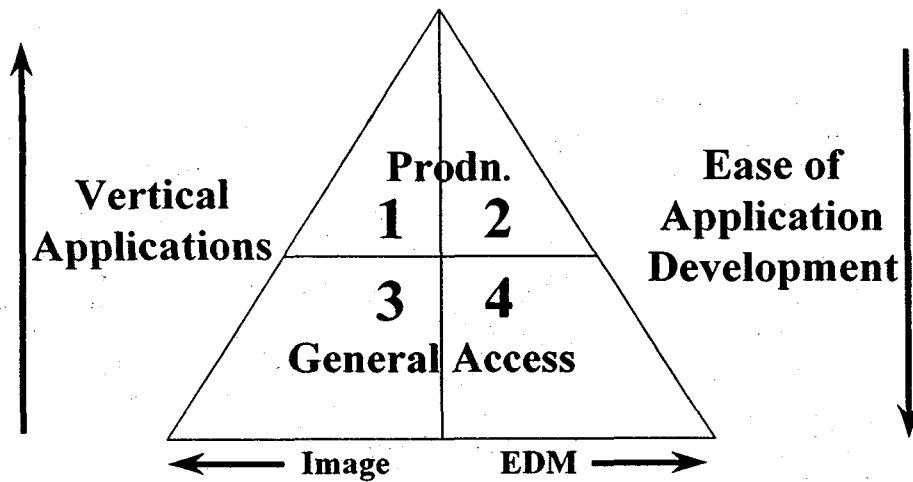 Vertical
Applications
Prodn.
1 2
3 4
General Access
Ease of
Application
Development
Image EDM